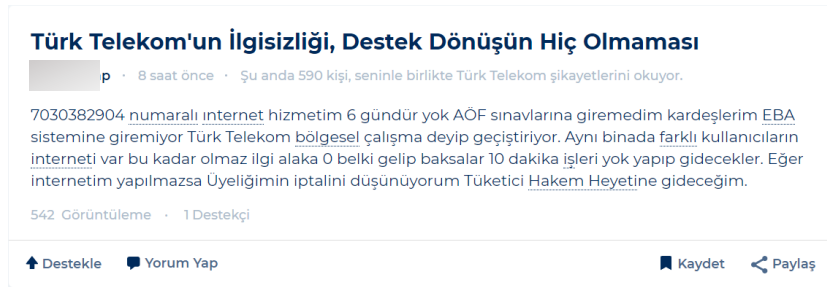 Türk Telekom'un İlgisizliği, Destek Dönüşün Hiç Olmaması
p · 8 saat önce · Şu anda 590 kişi, seninle birlikte Türk Telekom şikayetlerini okuyor.
7030382904 numaralı ınternet hizmetim 6 gündür yok AÖF sınavlarına giremedim kardeşlerim EBA
sistemine giremiyor Türk Telekom bölgesel çalışma deyip geçiştiriyor. Aynı binada farklı kullanıcıların
interneti var bu kadar olmaz ilgi alaka 0 belki gelip baksalar 10 dakika işleri yok yapıp gidecekler. Eğer
internetim yapılmazsa Üyeliğimin iptalini düşünüyorum Tüketici Hakem Heyetine gideceğim.
542 Görüntüleme · 1 Destekçi
Destekle Yorum Yap Kaydet Paylaş